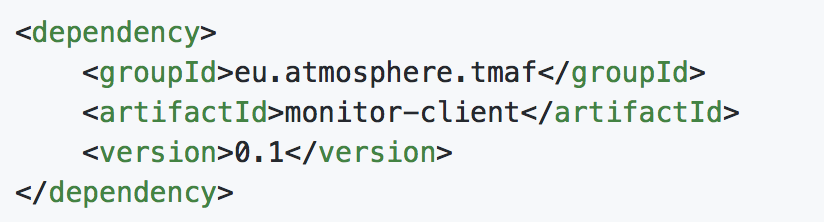 <dependency>
    <groupId>eu.atmosphere.tmaf</groupId>
    <artifactId>monitor-client</artifactId>
    <version>0.1</version>
</dependency>